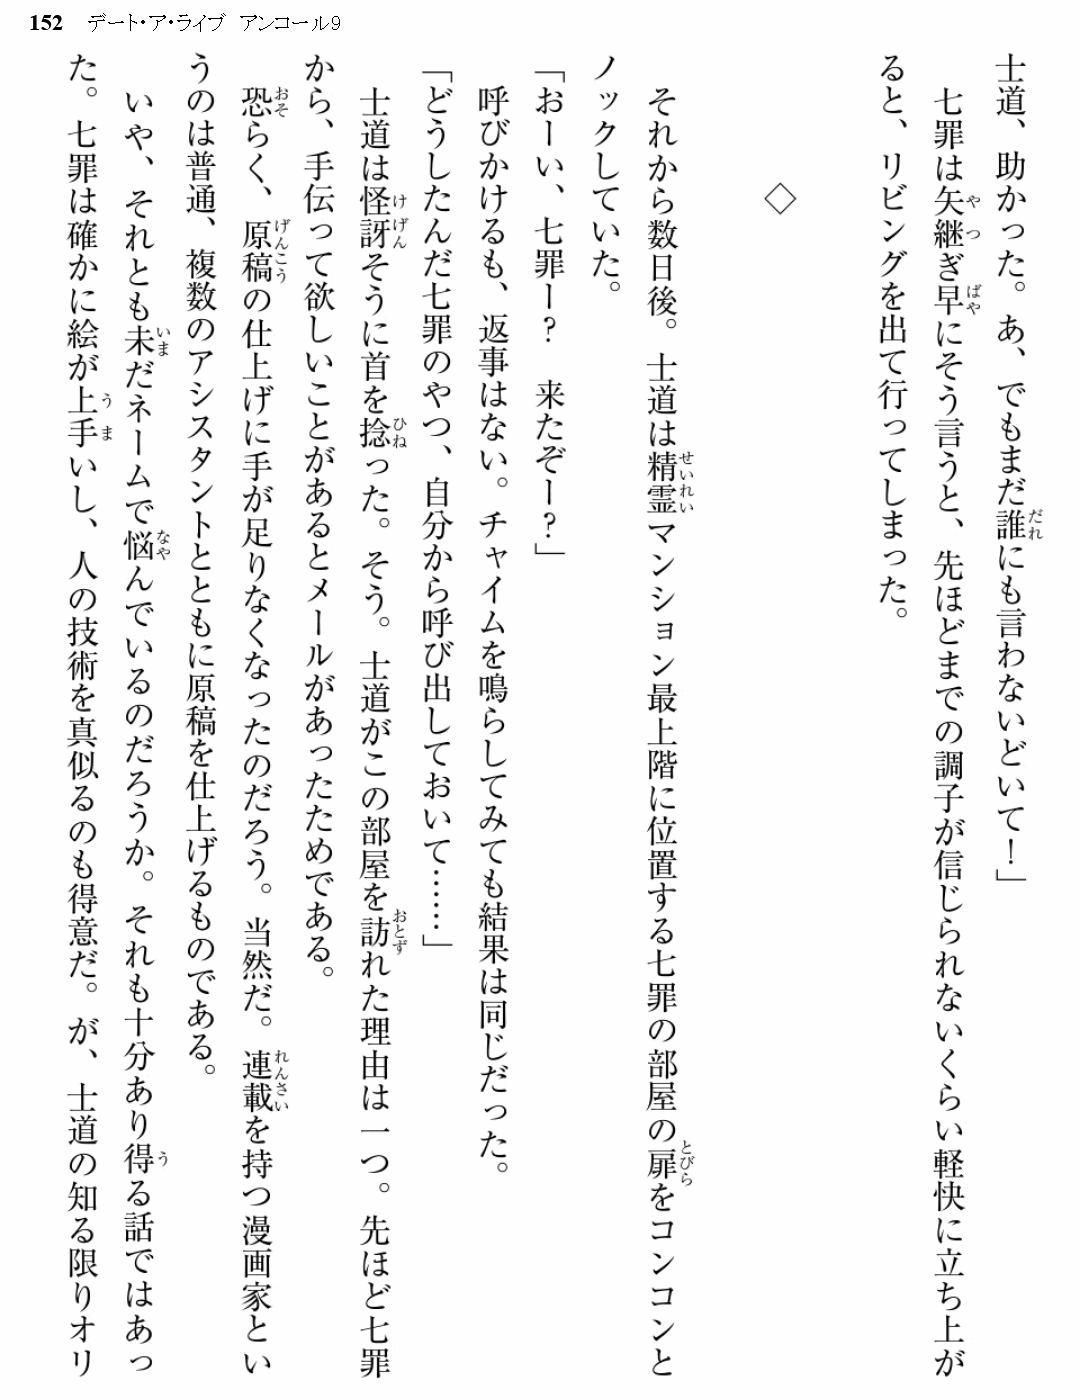 152 デート・ア・ライブ アンコール9
士道、助かった。あ、でもまだ誰にも言わないどいて！」
七罪は矢継ぎ早にそう言うと、先ほどまでの調子が信じられないくらい軽快に立ち上が
ると、リビングを出て行ってしまった。
◇
それから数日後。士道は精霊マンション最上階に位置する七罪の部屋の扉をコンコンと
ノックしていた。
「おーい、七罪ー？　来たぞー？」
呼びかけるも、返事はない。チャイムを鳴らしてみても結果は同じだった。
「どうしたんだ七罪のやつ、自分から呼び出しておいて……」
士道は怪訝そうに首を捻った。そう。士道がこの部屋を訪れた理由は一つ。先ほど七罪
から、手伝って欲しいことがあるとメールがあったためである。
恐らく、原稿の仕上げに手が足りなくなったのだろう。当然だ。連載を持つ漫画家とい
うのは普通、複数のアシスタントとともに原稿を仕上げるものである。
いや、それとも未だネームで悩んでいるのだろうか。それも十分あり得る話ではあっ
た。七罪は確かに絵が上手いし、人の技術を真似るのも得意だ。が、士道の知る限りオリ